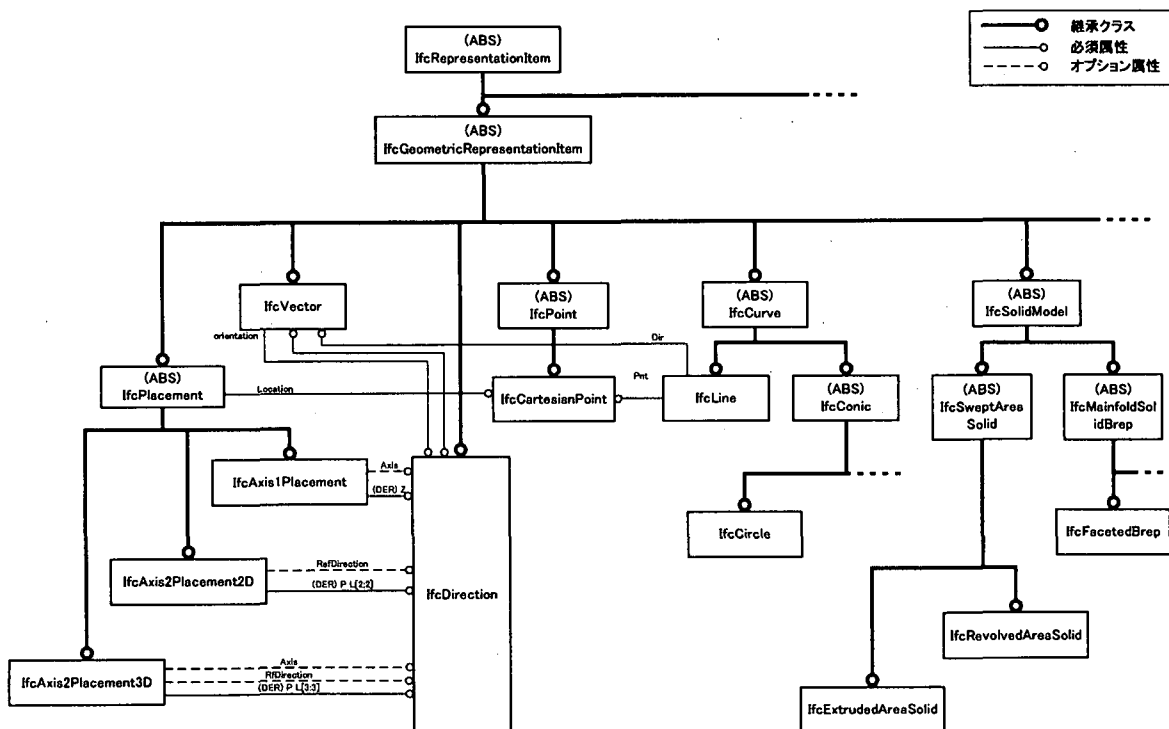 継承クラス
必須属性
オプション属性
(ABS)
IfcRepresentationItem
(ABS)
IfcGeometricRepresentationItem
IfcVector
(ABS)
IfcPoint
(ABS)
IfcCurve
(ABS)
IfcSolidModel
orientation
Dir
(ABS)
IfcPlacement
Location
IfcCartesianPoint
Pnt
IfcLine
(ABS)
IfcConic
(ABS)
IfcSweptArea
Solid
(ABS)
IfcMainfoldSol
idBrep
IfcAxis1Placement
Axis
(DER) Z
IfcCircle
IfcFacetedBrep
IfcAxis2Placement2D
RefDirection
(DER) P L[2:2]
IfcDirection
IfcRevolvedAreaSolid
IfcAxis2Placement3D
Axis
RfDirection
(DER) P L[3:3]
IfcExtrudedAreaSolid